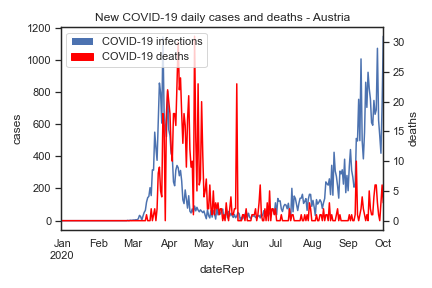 New COVID-19 daily cases and deaths - Austria
COVID-19 infections
COVID-19 deaths
1200
1000
800
600
400
200
0
cases
30
25
20
15
10
5
0
deaths
Jan Feb Mar Apr May Jun Jul Aug Sep Oct
2020
dateRep